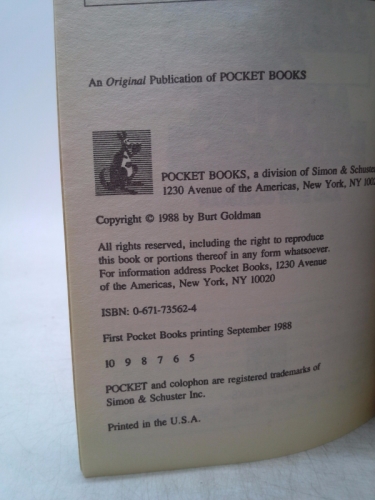 An Original Publication of POCKET BOOKS
POCKET BOOKS, a division of Simon & Schuster
1230 Avenue of the Americas, New York, NY
Copyright © 1988 by Burt Goldman
All rights reserved, including the right to reproduce
this book or portions thereof in any form whatsoever.
For information address Pocket Books, 1230 Avenue
of the Americas, New York, NY 10020
ISBN: 0-671-73562-4
First Pocket Books printing September 1988
10 9 8 7 6 5
POCKET and colophon are registered trademarks of
Simon & Schuster Inc.
Printed in the U.S.A.